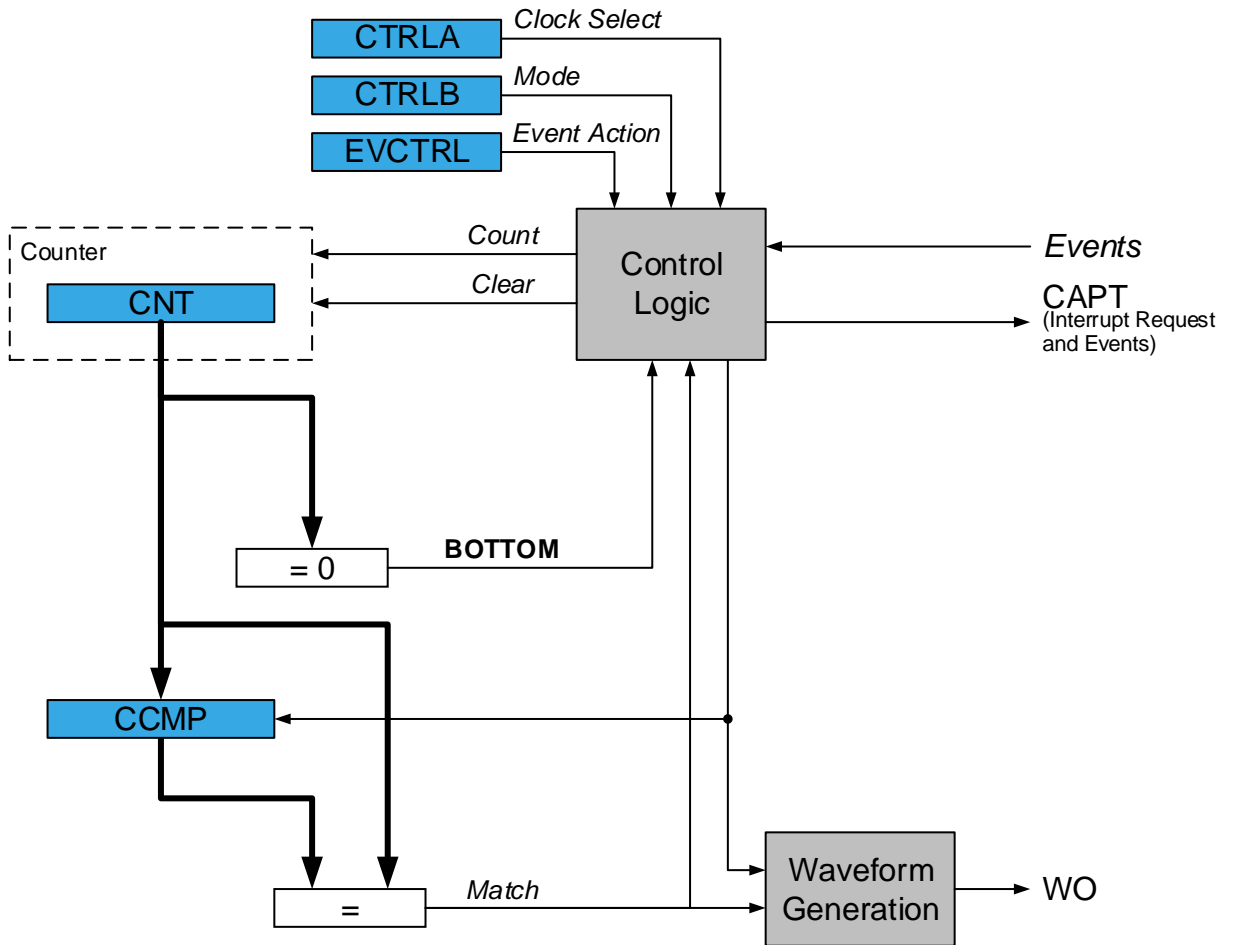 CTRLA
Clock Select
CTRLB
Mode
EVCTRL
Event Action
Counter
CNT
Count
Clear
Control
Logic
Events
CAPT
(Interrupt Request
and Events)
= 0
BOTTOM
CCMP
=
Match
Waveform
Generation
WO